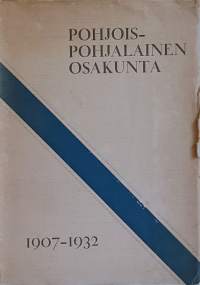 POHJOIS-
POHJALAINEN
OSAKUNTA
1907-1932